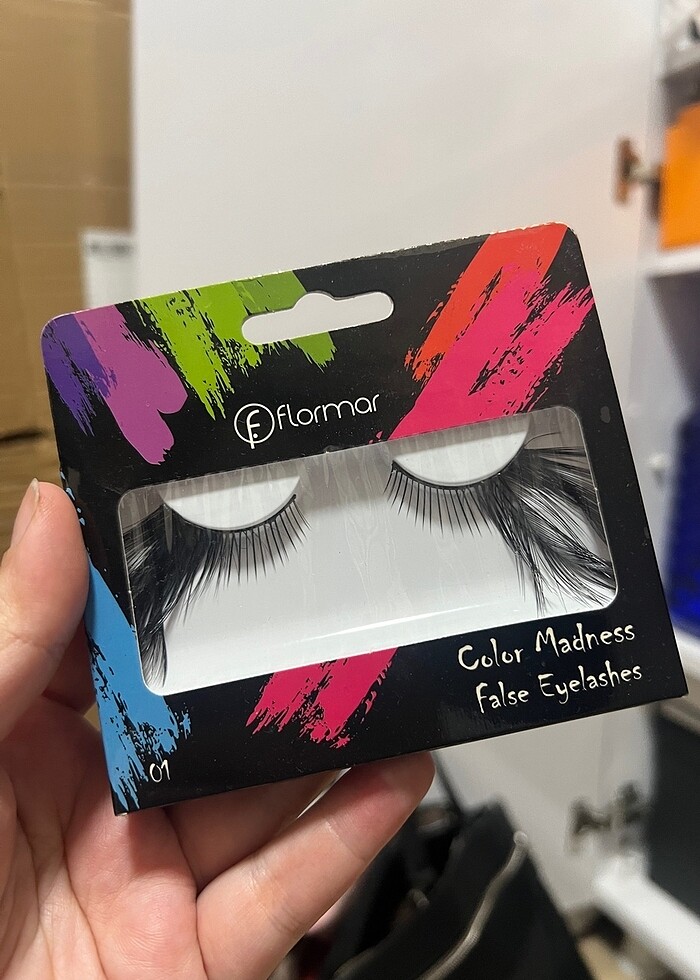 flormar
Color Madness
False Eyelashes
01